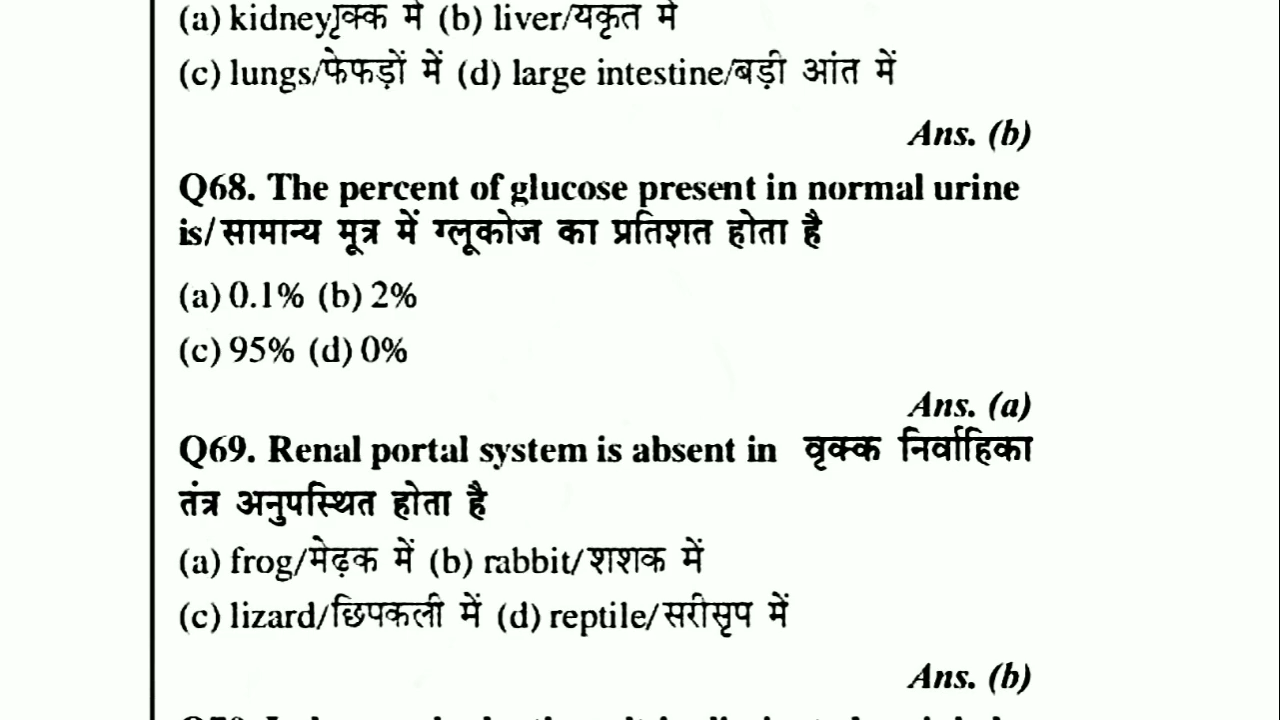 (a) kidney/वृक्क में (b) liver/यकृत में
(c) lungs/फेफड़ों में (d) large intestine/बड़ी आंत में
Ans. (b)
Q68. The percent of glucose present in normal urine
is/सामान्य मूत्र में ग्लूकोज का प्रतिशत होता है
(a) 0.1% (b) 2%
(c) 95% (d) 0%
Ans. (a)
Q69. Renal portal system is absent in वृक्क निर्वाहिका
तंत्र अनुपस्थित होता है
(a) frog/मेढ़क में (b) rabbit/शशक में
(c) lizard/छिपकली में (d) reptile/सरीसृप में
Ans. (b)